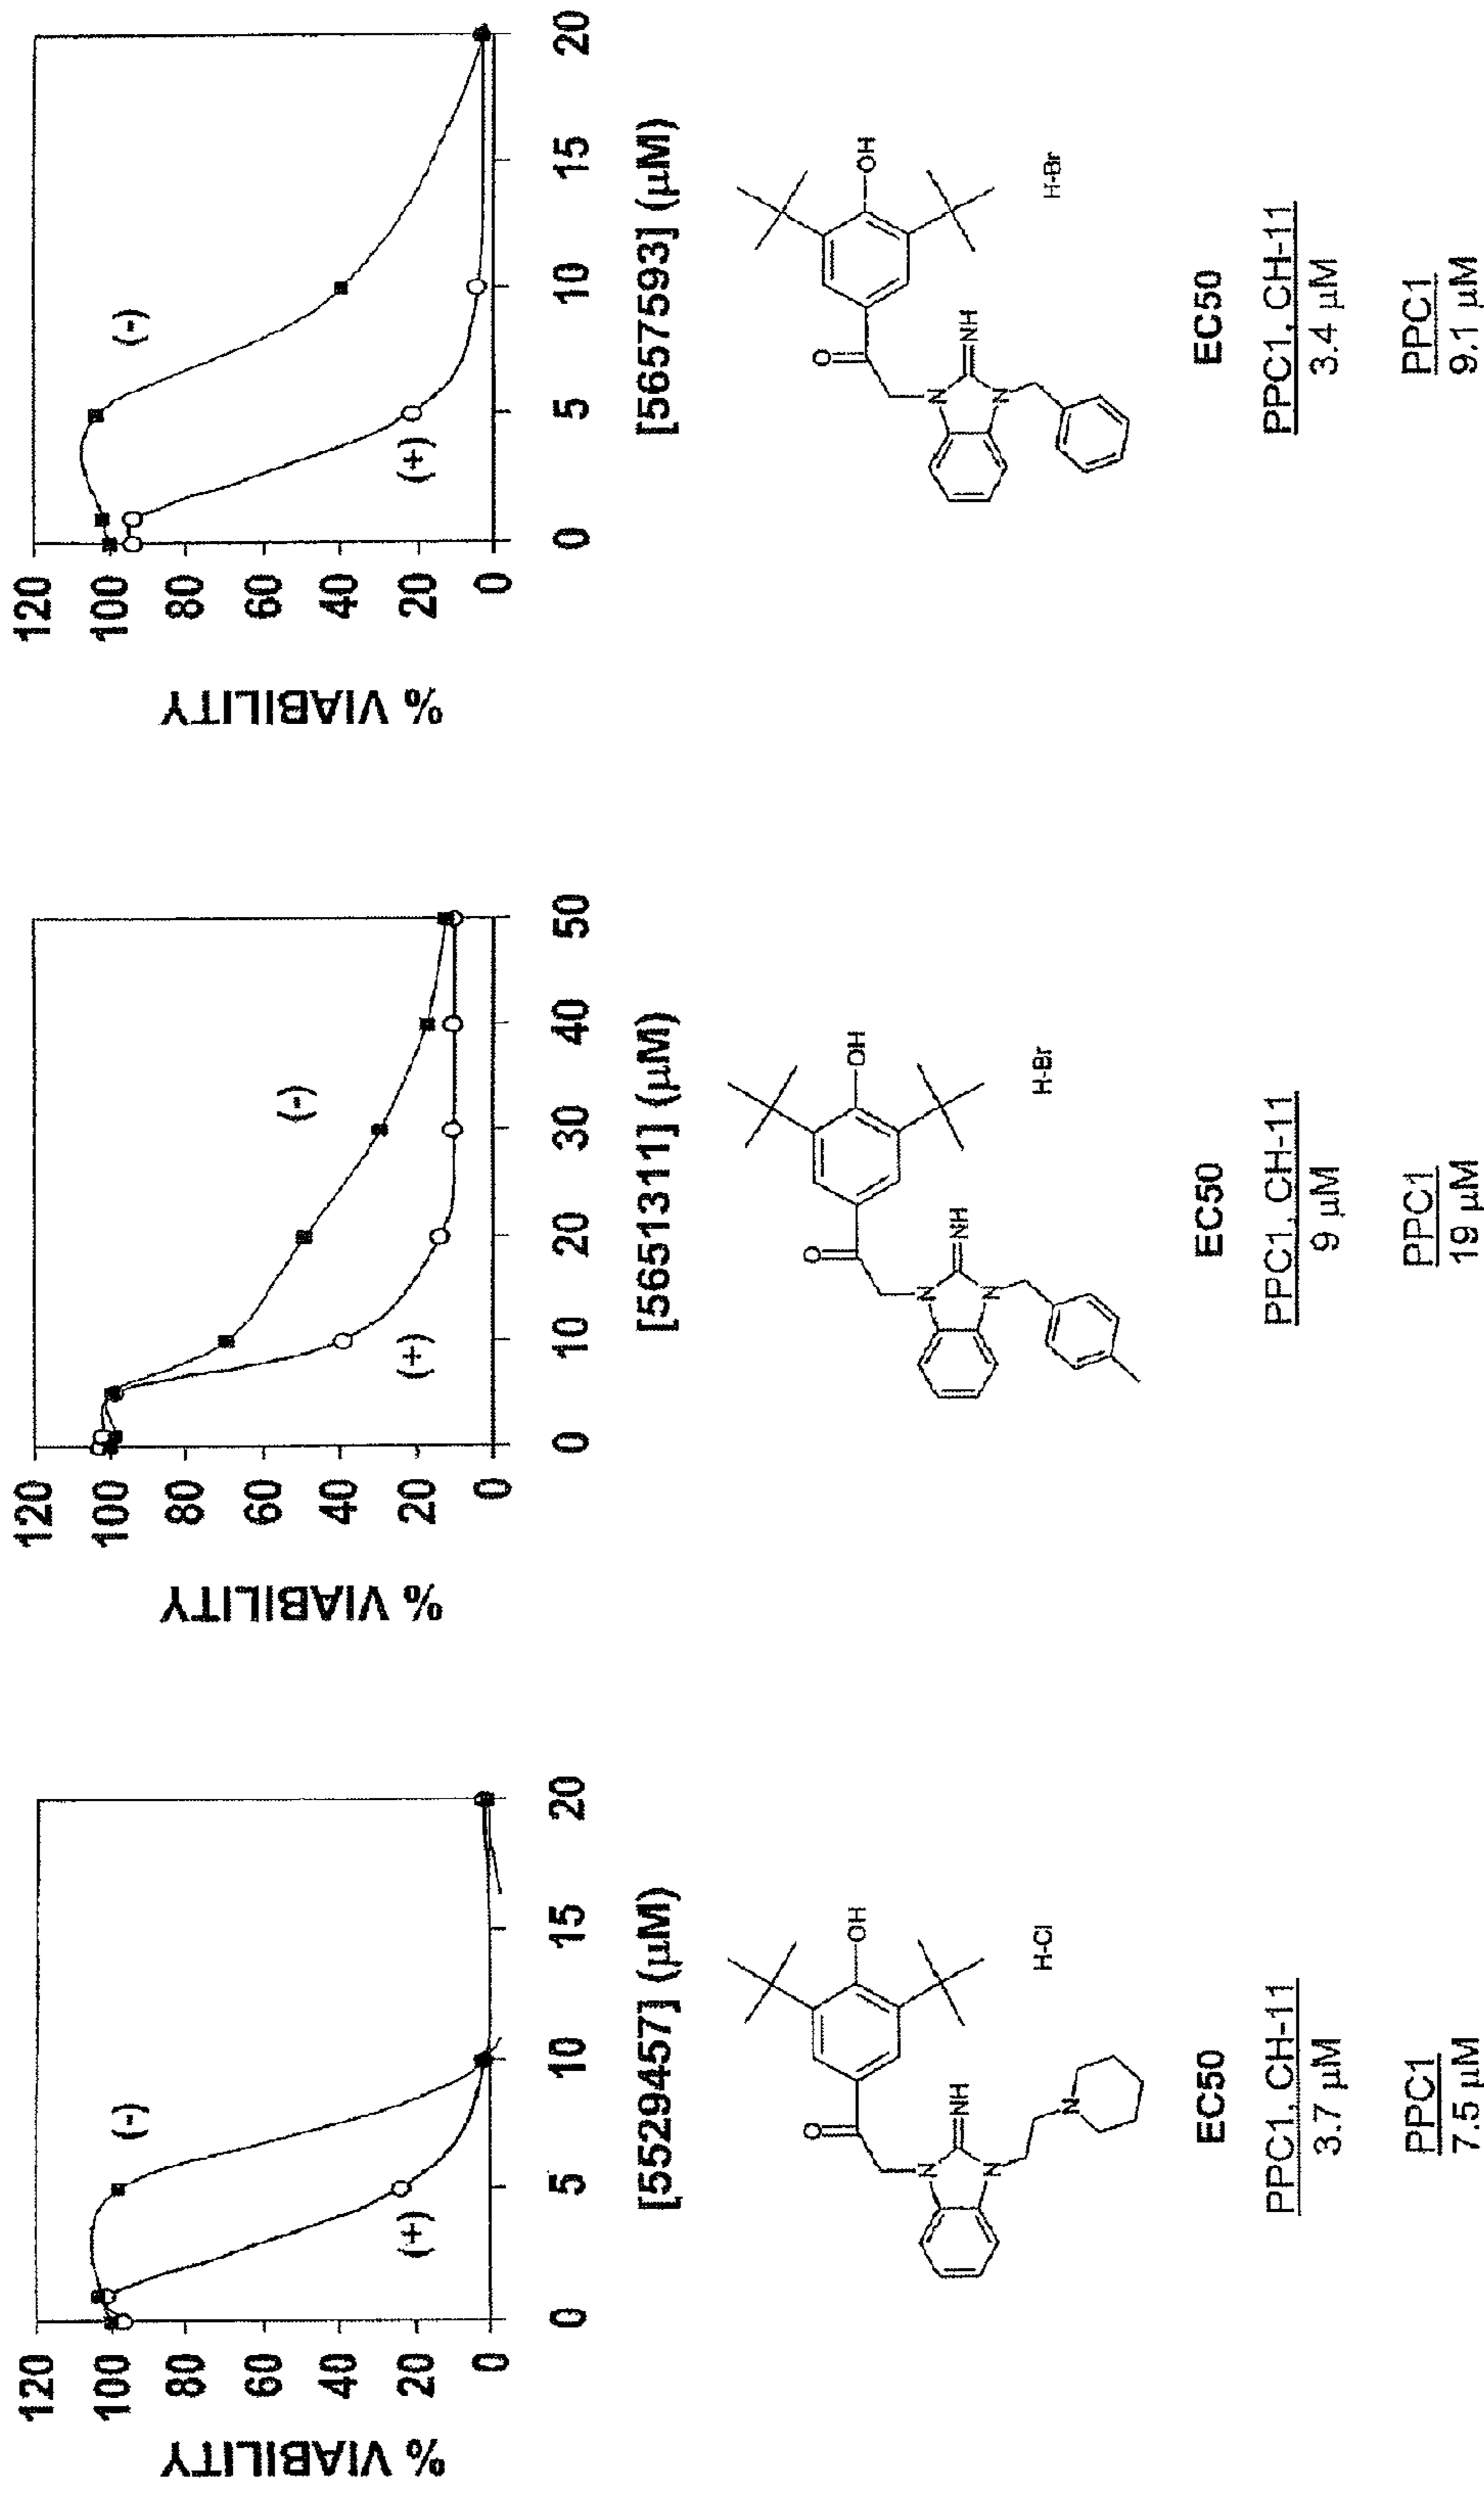 % VIABILITY
120
100
80
60
40
20
0
(-)
(+)
0 5 10 15 20
[5529457] (µM)
O
OH
N
NH
N
N
H-Cl
EC50
PPC1, CH-11
3.7 µM
PPC1
7.5 µM
% VIABILITY
120
100
80
60
40
20
0
(-)
(+)
0 10 20 30 40 50
[5651311] (µM)
O
OH
N
NH
N
H-Br
EC50
PPC1, CH-11
9 µM
PPC1
19 µM
% VIABILITY
120
100
80
60
40
20
0
(-)
(+)
0 5 10 15 20
[5657593] (µM)
O
OH
N
NH
N
H-Br
EC50
PPC1, CH-11
3.4 µM
PPC1
9.1 µM